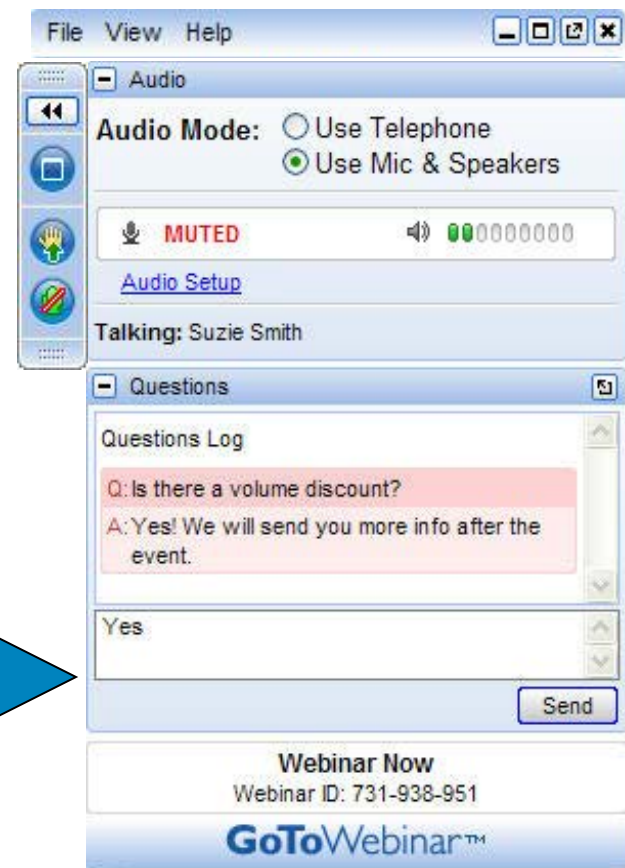 File View Help
Audio
Audio Mode: Use Telephone
Use Mic & Speakers
MUTED
Audio Setup
Talking: Suzie Smith
Questions
Questions Log
Q: Is there a volume discount?
A: Yes! We will send you more info after the
event.
Yes
Send
Webinar Now
Webinar ID: 731-938-951
GoToWebinar™